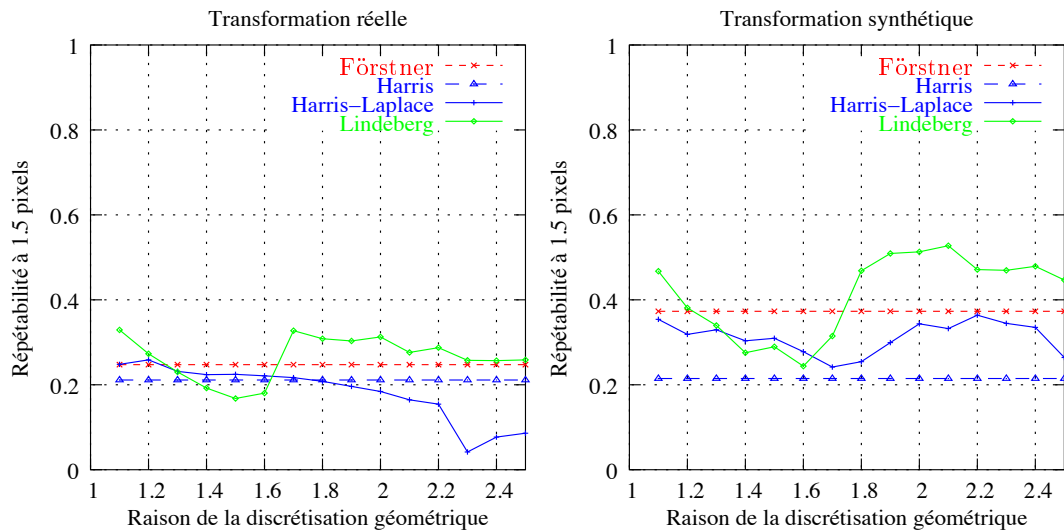 Transformation réelle
1
0.8
0.6
0.4
0.2
0
1
1.2
1.4
1.6
1.8
2
2.2
2.4
Répétabilité à 1.5 pixels
Raison de la discrétisation géométrique
Förstner
Harris
Harris–Laplace
Lindeberg
Transformation synthétique
1
0.8
0.6
0.4
0.2
0
1
1.2
1.4
1.6
1.8
2
2.2
2.4
Répétabilité à 1.5 pixels
Raison de la discrétisation géométrique
Förstner
Harris
Harris–Laplace
Lindeberg